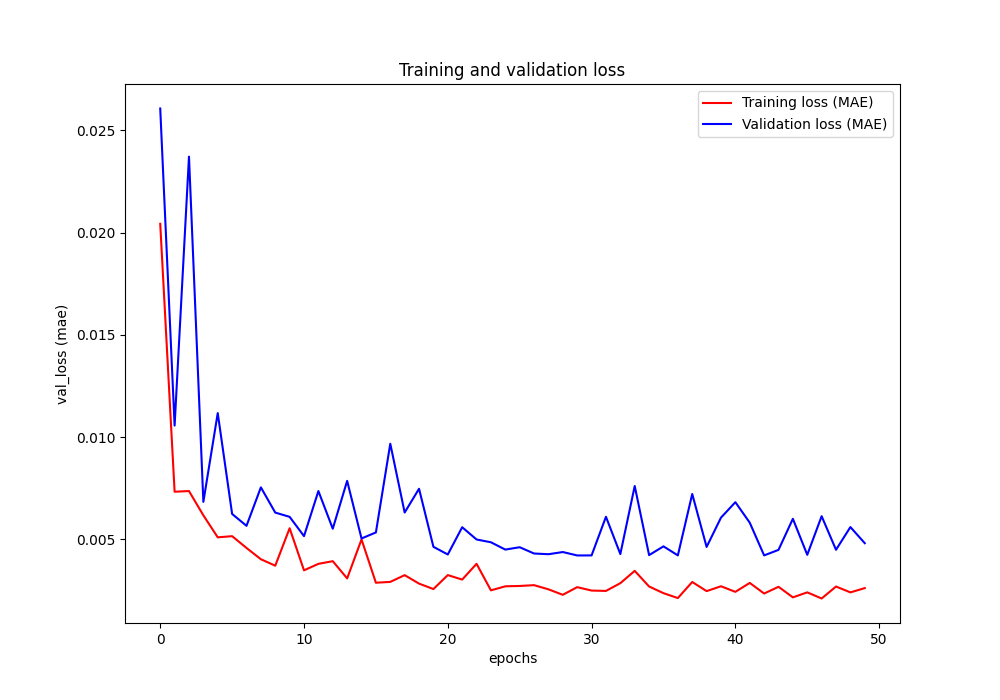 Training and validation loss
Training loss (MAE)
Validation loss (MAE)
val_loss (mae)
0.025
0.020
0.015
0.010
0.005
0
10
20
30
40
50
epochs